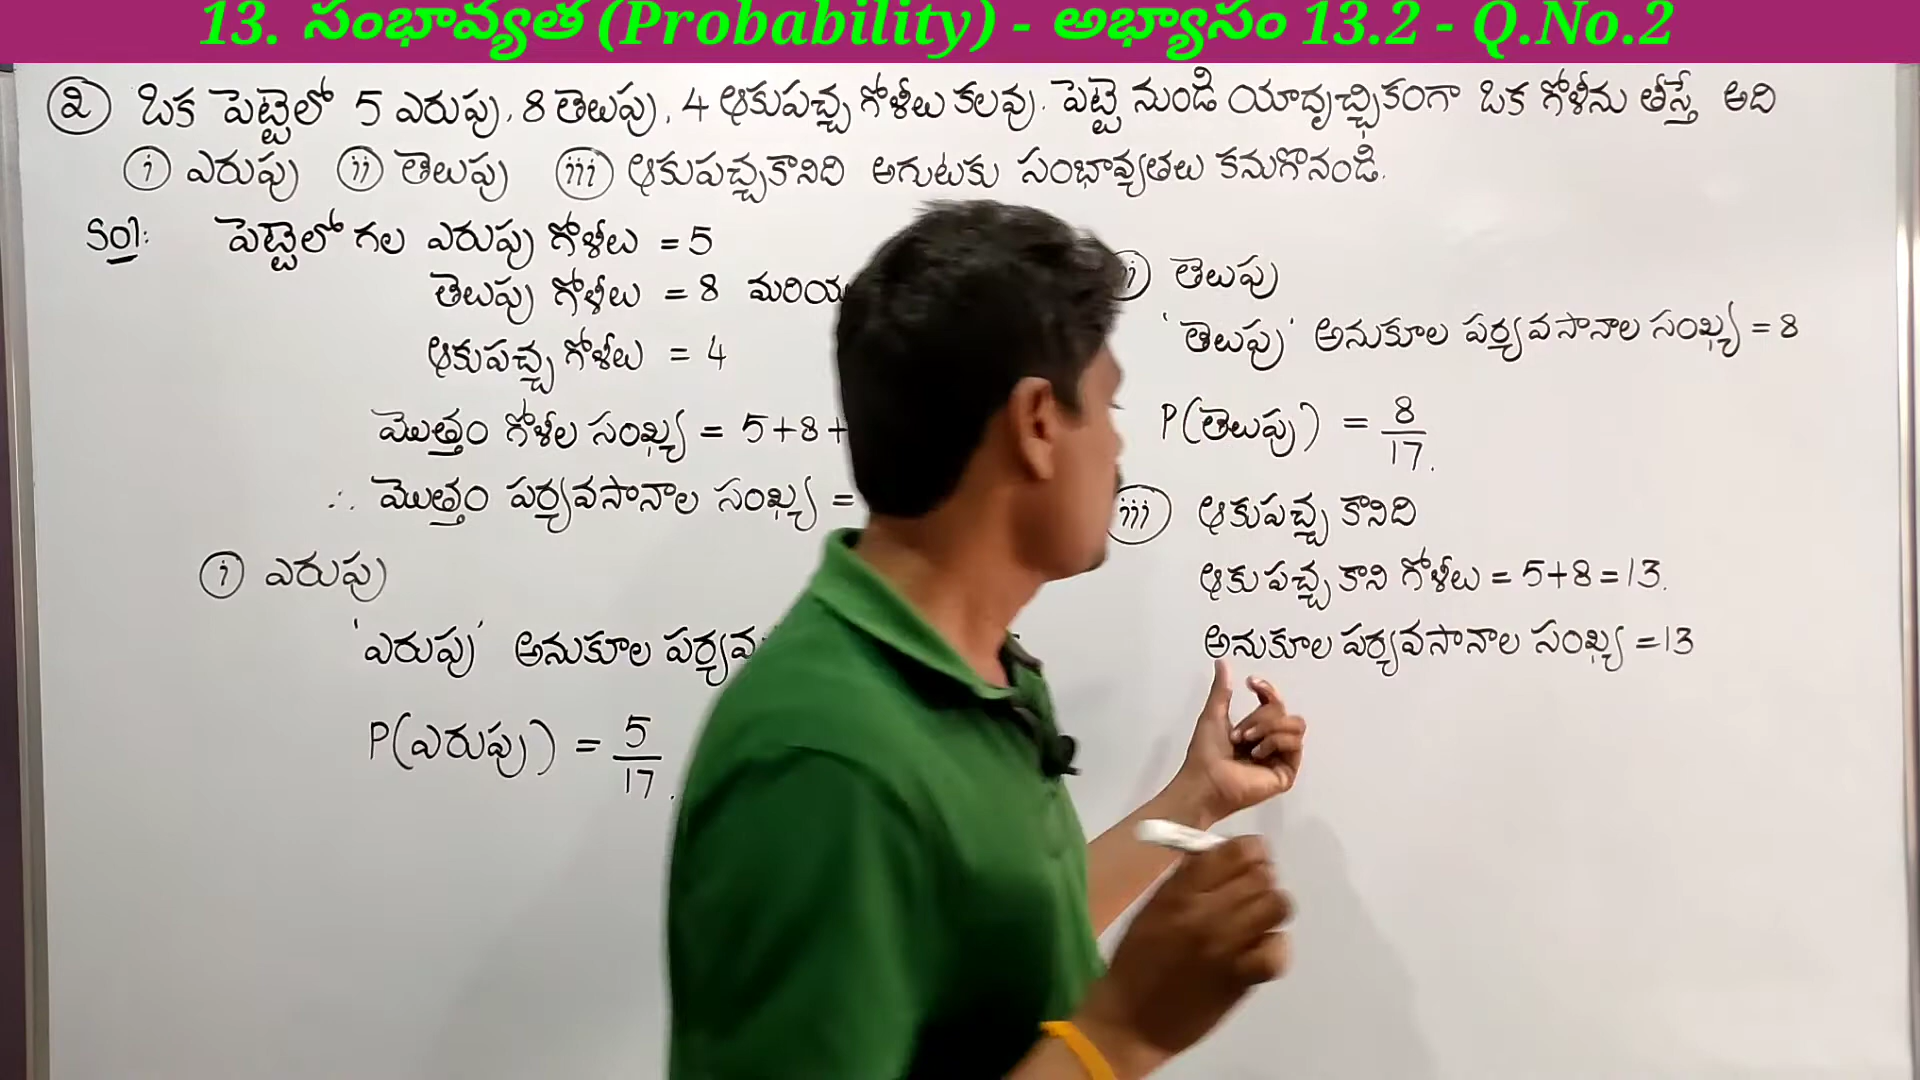 13. సంభావ్యత (Probability) - అభ్యాసం 13.2 - Q.No.2
② ఒక పెట్టెలో 5 ఎరుపు, 8 తెలుపు, 4 ఆకుపచ్చ గోళీలు కలవు. పెట్టె నుండి యాదృచ్ఛికంగా ఒక గోళీను తీస్తే అది
ⓘ ఎరుపు ⓘⓘ తెలుపు ⓘⓘⓘ ఆకుపచ్చకానిది అగుటకు సంభావ్యతలు కనుగొనండి.
Sol: పెట్టెలో గల ఎరుపు గోళీలు = 5
తెలుపు గోళీలు = 8
ఆకుపచ్చ గోళీలు = 4
మొత్తం గోళీల సంఖ్య = 5+8+
∴ మొత్తం పర్యవసానాల సంఖ్య =
ⓘ ఎరుపు
'ఎరుపు' అనుకూల
P(ఎరుపు) = 5/17.
తెలుపు
'తెలుపు' అనుకూల పర్యవసానాల సంఖ్య = 8
P(తెలుపు) = 8/17.
ⓘⓘⓘ ఆకుపచ్చ కానిది
ఆకుపచ్చ కాని గోళీలు = 5+8=13.
అనుకూల పర్యవసానాల సంఖ్య =13